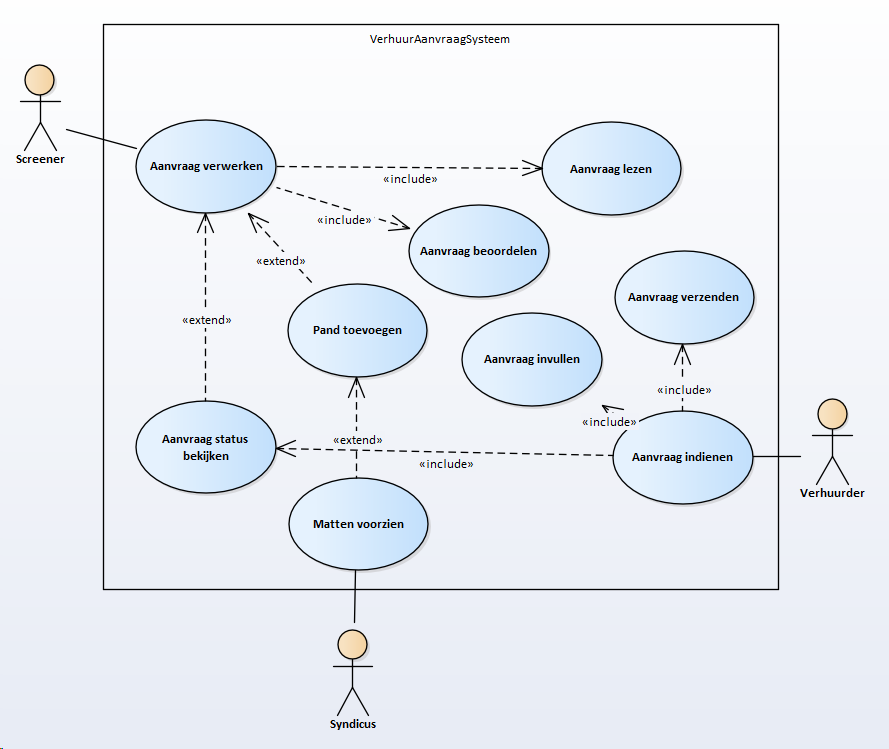 VerhuurAanvraagSysteem
Screener
Aanvraag verwerken
Aanvraag lezen
«include»
«include»
Aanvraag beoordelen
«extend»
Aanvraag verzenden
«extend»
Pand toevoegen
Aanvraag invullen
«include»
«include»
Aanvraag status
bekijken
«extend»
«include»
Aanvraag indienen
Verhuurder
Matten voorzien
Syndicus